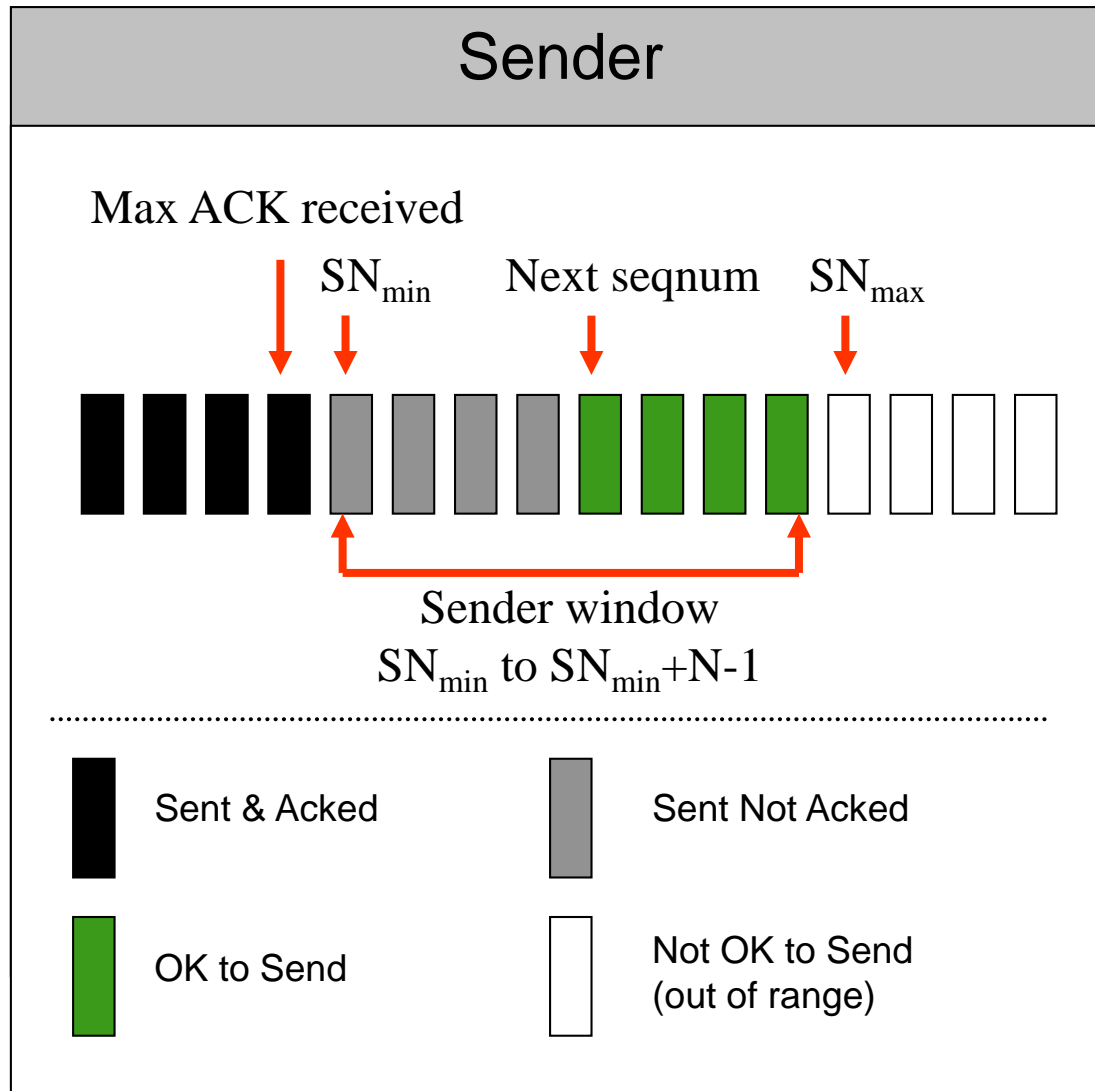 Sender
Max ACK received
SNmin
Next seqnum
SNmax
Sender window
SNmin to SNmin+N-1
Sent & Acked
Sent Not Acked
OK to Send
Not OK to Send
(out of range)